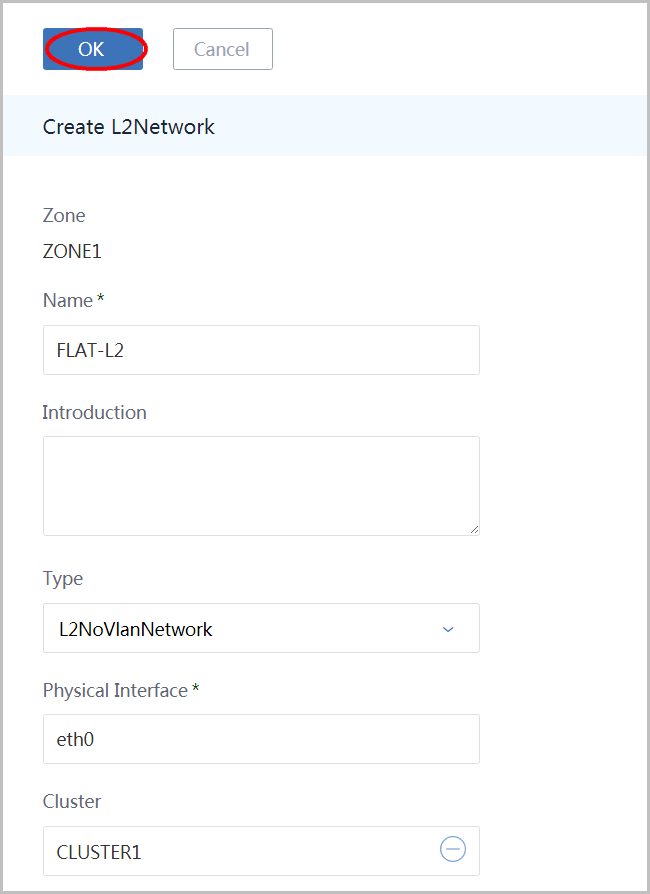 OK Cancel
Create L2Network
Zone
ZONE1
Name *
FLAT-L2
Introduction
Type
L2NoVlanNetwork
Physical Interface *
eth0
Cluster
CLUSTER1